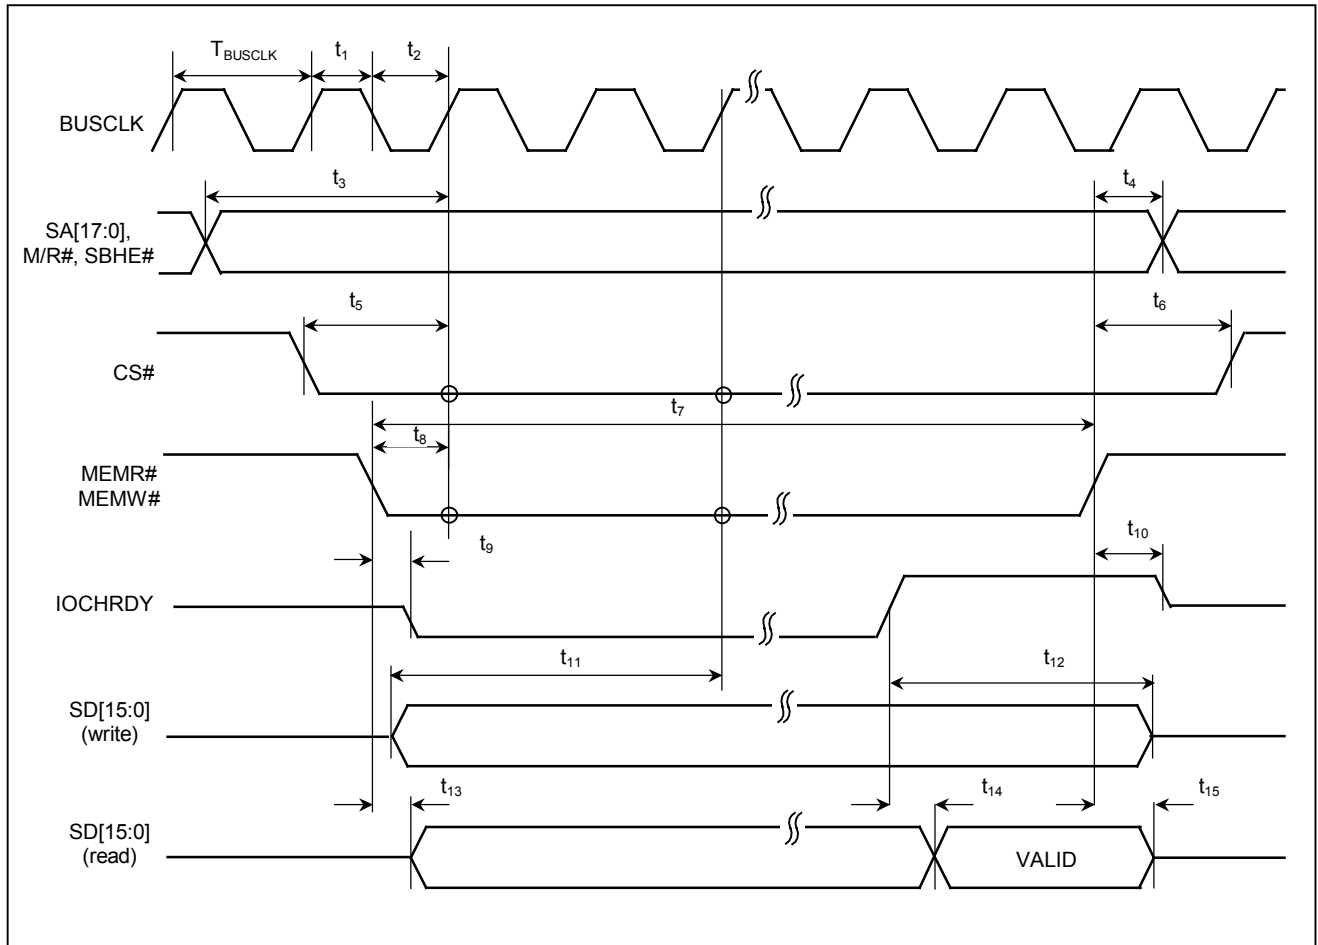 T_BUSCLK t₁ t₂
BUSCLK
t₃ t₄
SA[17:0],
M/R#, SBHE#
t₅ t₆
CS#
t₇
t₈
MEMR#
MEMW#
t₉ t₁₀
IOCHRDY
t₁₁ t₁₂
SD[15:0]
(write)
t₁₃ t₁₄ t₁₅
SD[15:0]
(read)
VALID